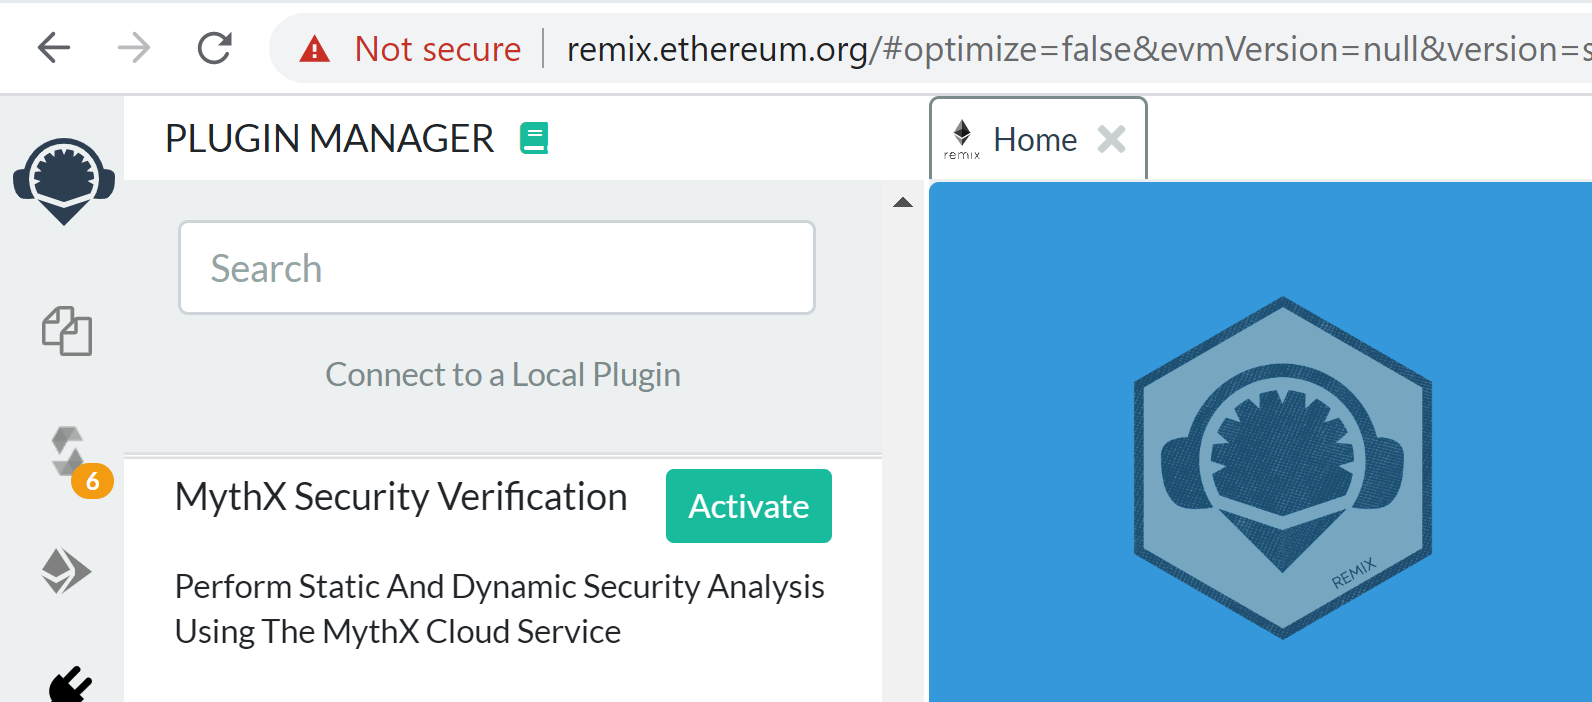 Not secure
remix.ethereum.org/#optimize=false&evmVersion=null&version=s
PLUGIN MANAGER
remix
Home
Search
Connect to a Local Plugin
6
MythX Security Verification
Activate
Perform Static And Dynamic Security Analysis
Using The MythX Cloud Service
REMIX